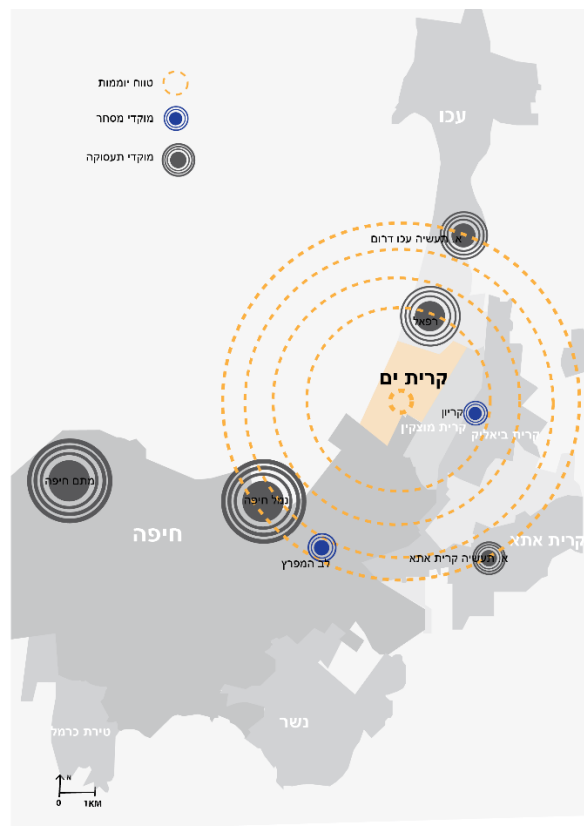 טווח יוממות
מוקדי מסחר
מוקדי תעסוקה
עכו
א. תעשיה עכו דרום
רפאל
קרית ים
קריון
קרית מוצקין
קרית ביאליק
מתם חיפה
נמל חיפה
חיפה
לב המפרץ
א. תעשיה קרית אתא
קרית אתא
נשר
טירת כרמל
א
0 1KM